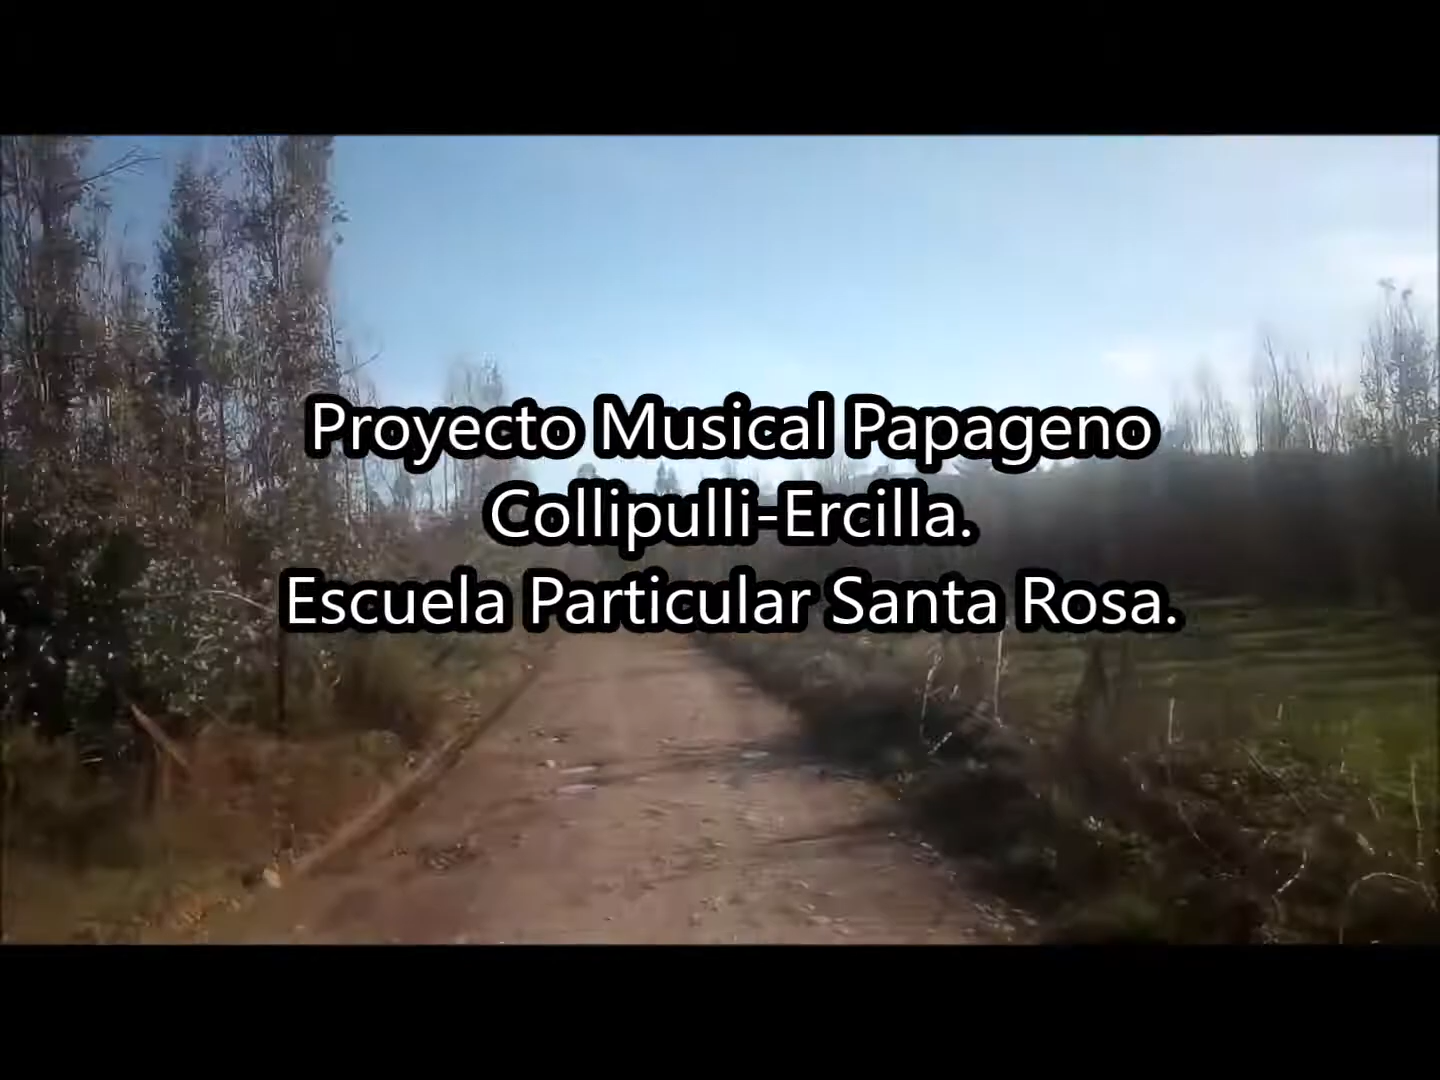 Proyecto Musical Papageno
Collipulli-Ercilla.
Escuela Particular Santa Rosa.